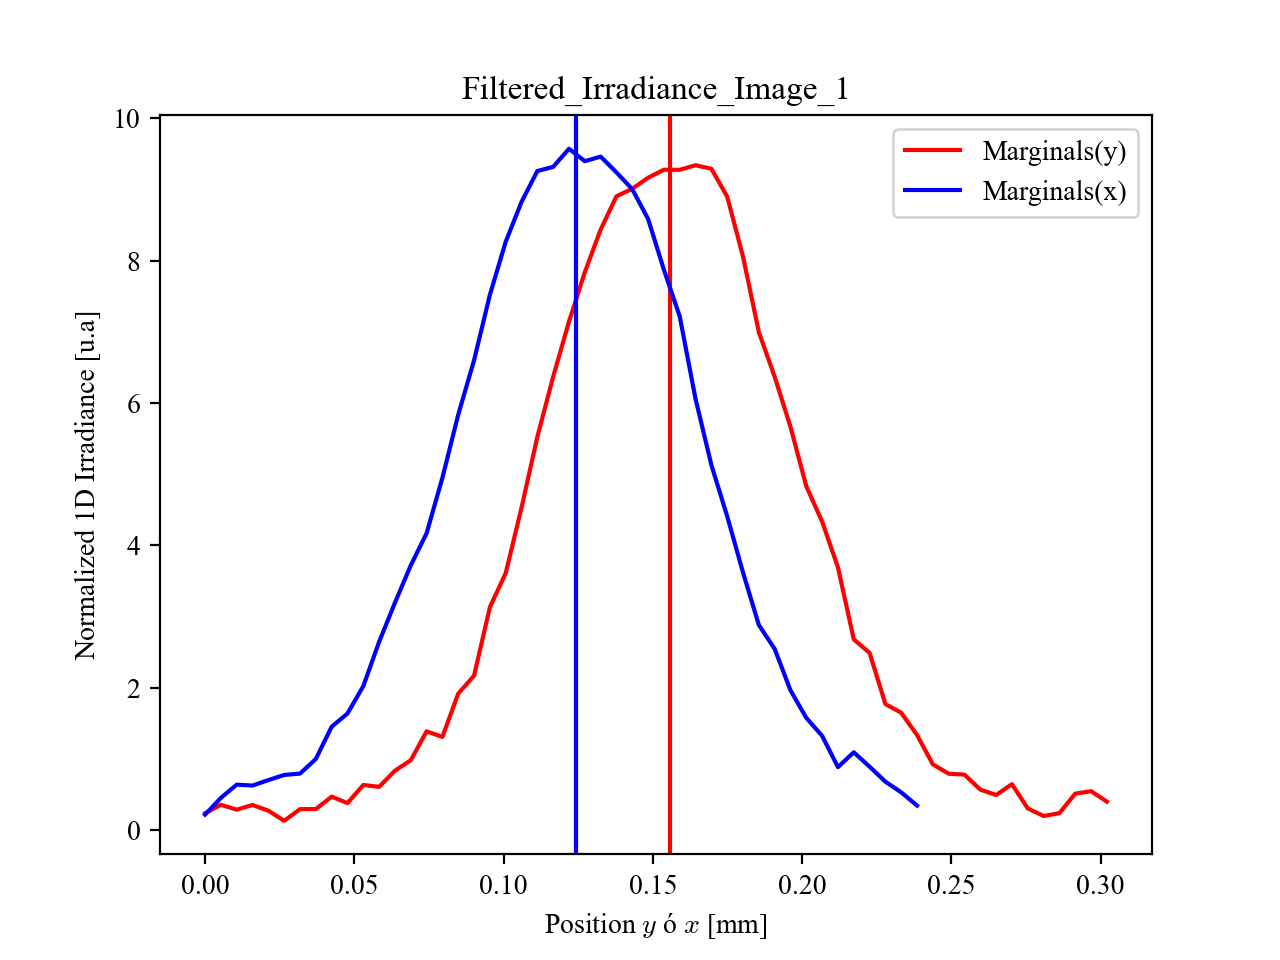 Filtered_Irradiance_Image_1
Marginals(y)
Marginals(x)
Normalized 1D Irradiance [u.a]
10
8
6
4
2
0
0.00 0.05 0.10 0.15 0.20 0.25 0.30
Position y ó x [mm]